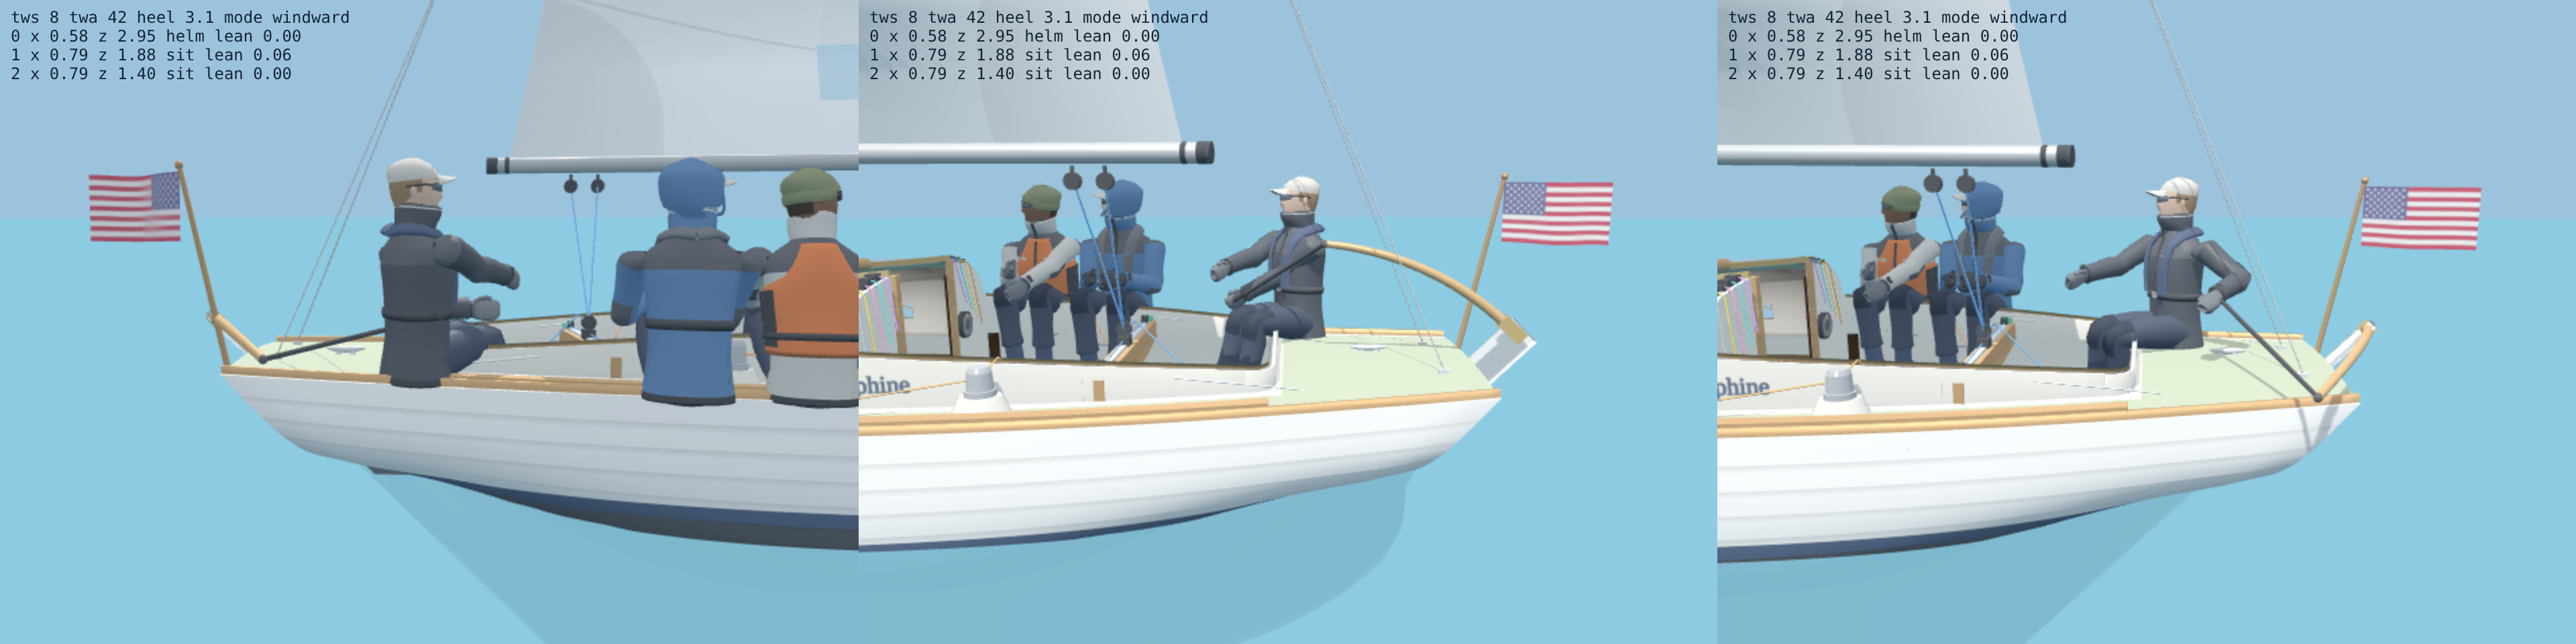 tws 8 twa 42 heel 3.1 mode windward
0 x 0.58 z 2.95 helm lean 0.00
1 x 0.79 z 1.88 sit lean 0.06
2 x 0.79 z 1.40 sit lean 0.00
tws 8 twa 42 heel 3.1 mode windward
0 x 0.58 z 2.95 helm lean 0.00
1 x 0.79 z 1.88 sit lean 0.06
2 x 0.79 z 1.40 sit lean 0.00
phine
tws 8 twa 42 heel 3.1 mode windward
0 x 0.58 z 2.95 helm lean 0.00
1 x 0.79 z 1.88 sit lean 0.06
2 x 0.79 z 1.40 sit lean 0.00
phine